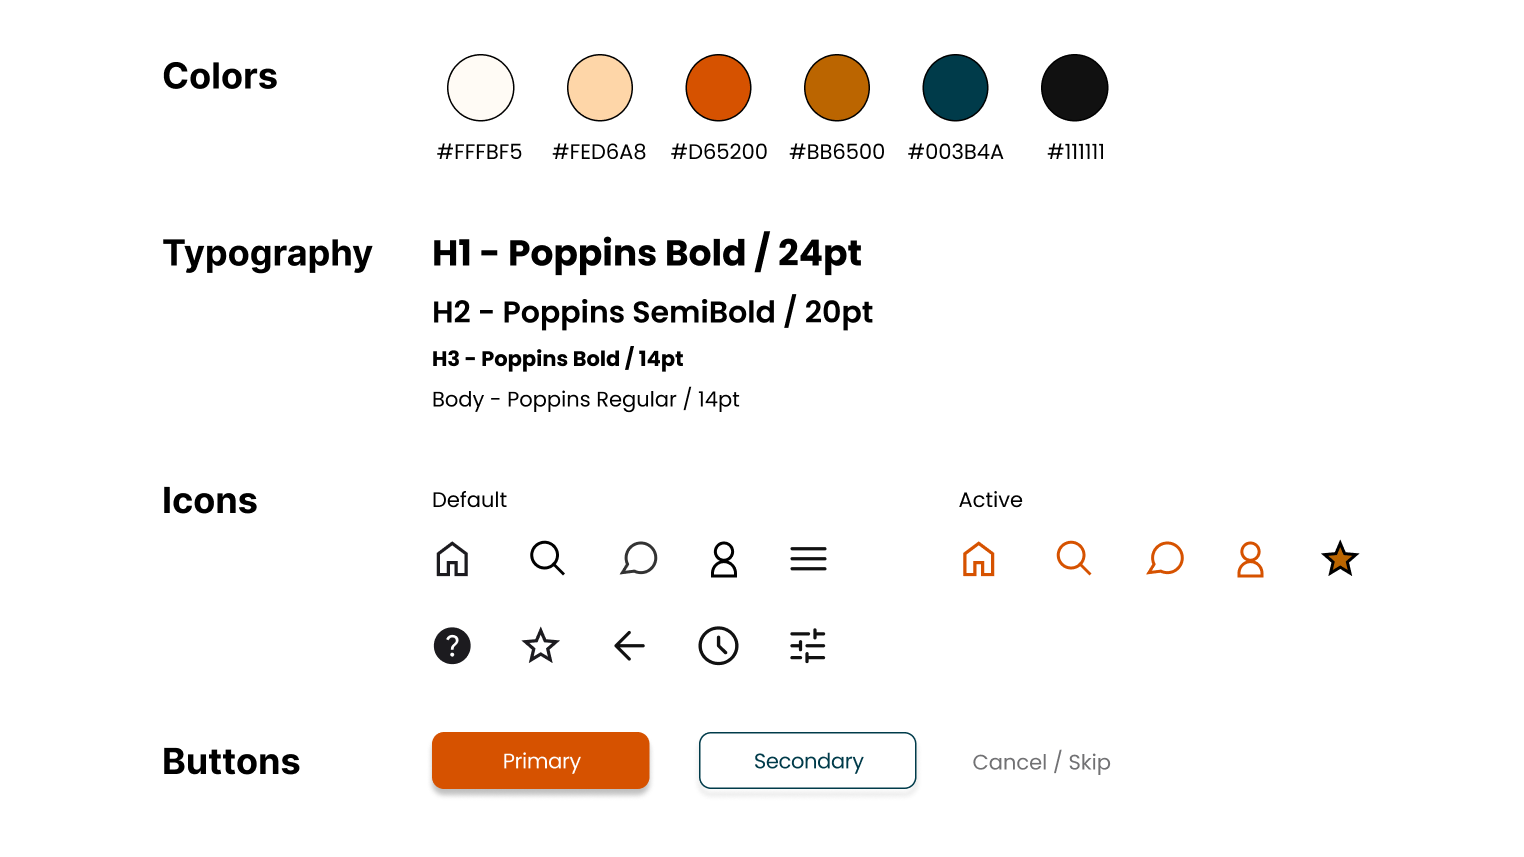 Colors
#FFFBF5 #FED6A8 #D65200 #BB6500 #003B4A #111111
Typography
H1 - Poppins Bold / 24pt
H2 - Poppins SemiBold / 20pt
H3 - Poppins Bold / 14pt
Body - Poppins Regular / 14pt
Icons
Default
Active
?
Buttons
Primary
Secondary
Cancel / Skip